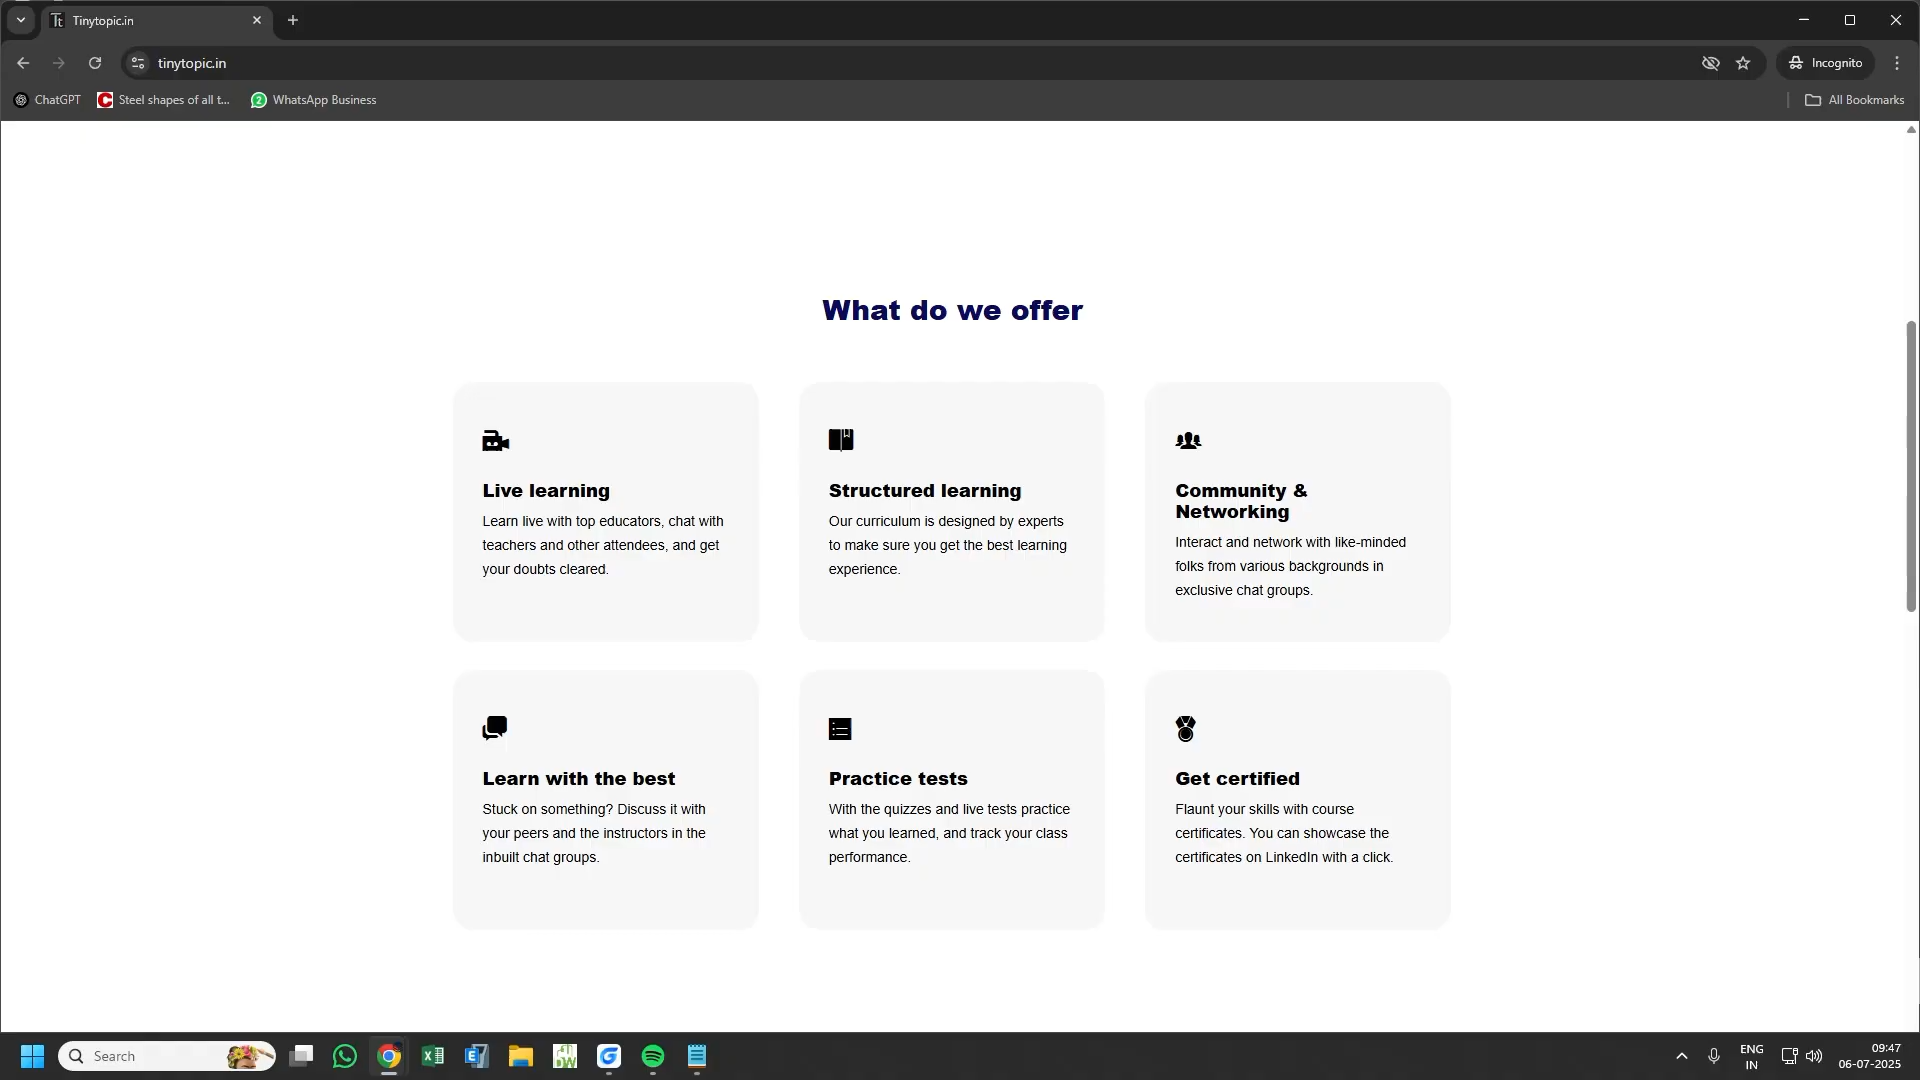 Tt Tinytopic.in
tinytopic.in
Incognito
ChatGPT
Steel shapes of all t...
2 WhatsApp Business
All Bookmarks
What do we offer
Live learning
Learn live with top educators, chat with
teachers and other attendees, and get
your doubts cleared.
Structured learning
Our curriculum is designed by experts
to make sure you get the best learning
experience.
Community &
Networking
Interact and network with like-minded
folks from various backgrounds in
exclusive chat groups.
Learn with the best
Stuck on something? Discuss it with
your peers and the instructors in the
inbuilt chat groups.
Practice tests
With the quizzes and live tests practice
what you learned, and track your class
performance.
Get certified
Flaunt your skills with course
certificates. You can showcase the
certificates on LinkedIn with a click.
Search
ENG
IN
09:47
06-07-2025